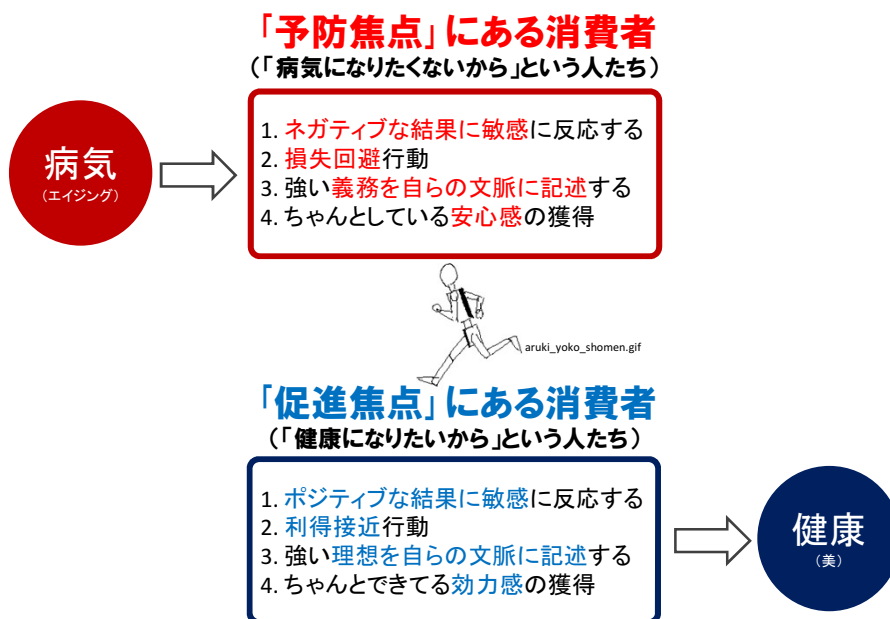 「予防焦点」にある消費者
(「病気になりたくないから」という人たち)
病気
(エイジング)
1. ネガティブな結果に敏感に反応する
2. 損失回避行動
3. 強い義務を自らの文脈に記述する
4. ちゃんとしている安心感の獲得
aruki_yoko_shomen.gif
「促進焦点」にある消費者
(「健康になりたいから」という人たち)
1. ポジティブな結果に敏感に反応する
2. 利得接近行動
3. 強い理想を自らの文脈に記述する
4. ちゃんとできてる効力感の獲得
健康
(美)